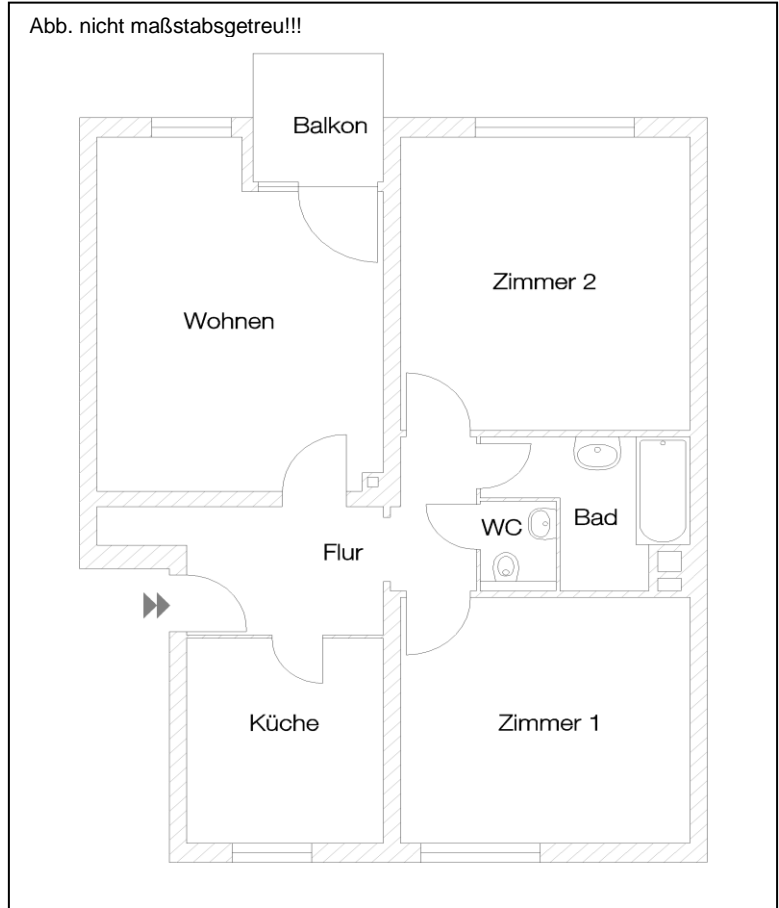 Abb. nicht maßstabsgetreu!!!
Balkon
Zimmer 2
Wohnen
WC
Bad
Flur
Küche
Zimmer 1